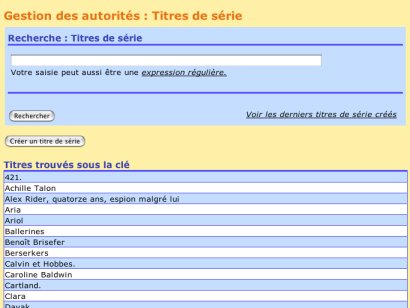 Gestion des autorités : Titres de série
Recherche : Titres de série
Votre saisie peut aussi être une expression régulière.
Rechercher
Voir les derniers titres de série créés
Créer un titre de série
Titres trouvés sous la clé
421.
Achille Talon
Alex Rider, quatorze ans, espion malgré lui
Aria
Ariol
Ballerines
Benoît Brisefer
Berserkers
Calvin et Hobbes.
Caroline Baldwin
Cartland.
Clara
Dayak